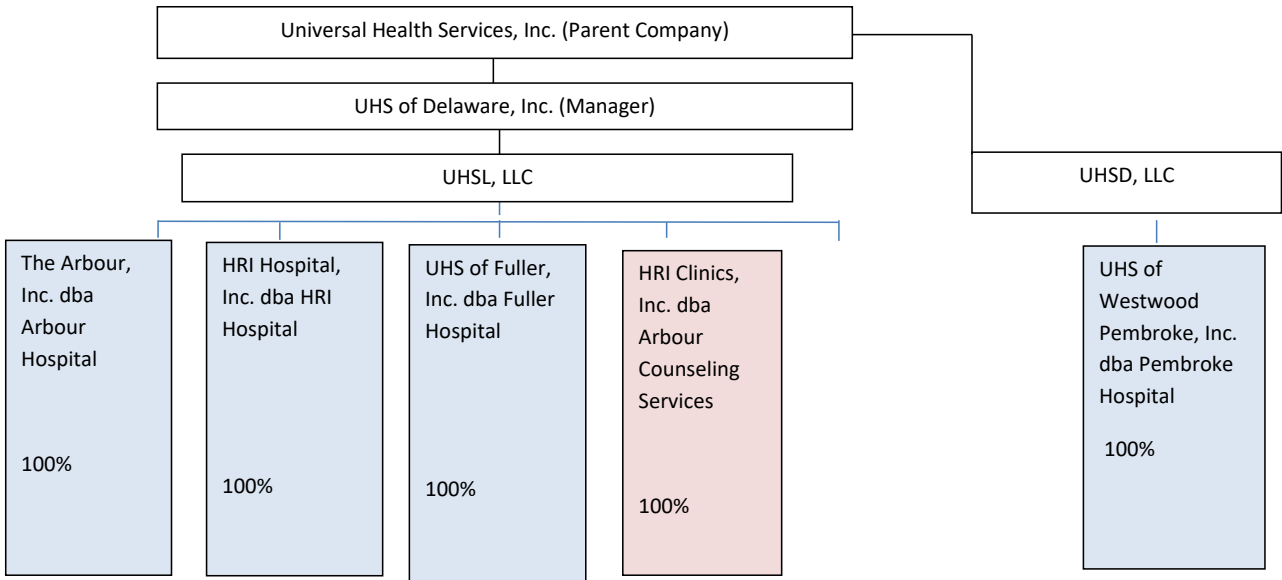 Universal Health Services, Inc. (Parent Company)
UHS of Delaware, Inc. (Manager)
UHSL, LLC
UHSD, LLC
The Arbour,
Inc. dba
Arbour
Hospital
100%
HRI Hospital,
Inc. dba HRI
Hospital
100%
UHS of Fuller,
Inc. dba Fuller
Hospital
100%
HRI Clinics,
Inc. dba
Arbour
Counseling
Services
100%
UHS of
Westwood
Pembroke, Inc.
dba Pembroke
Hospital
100%